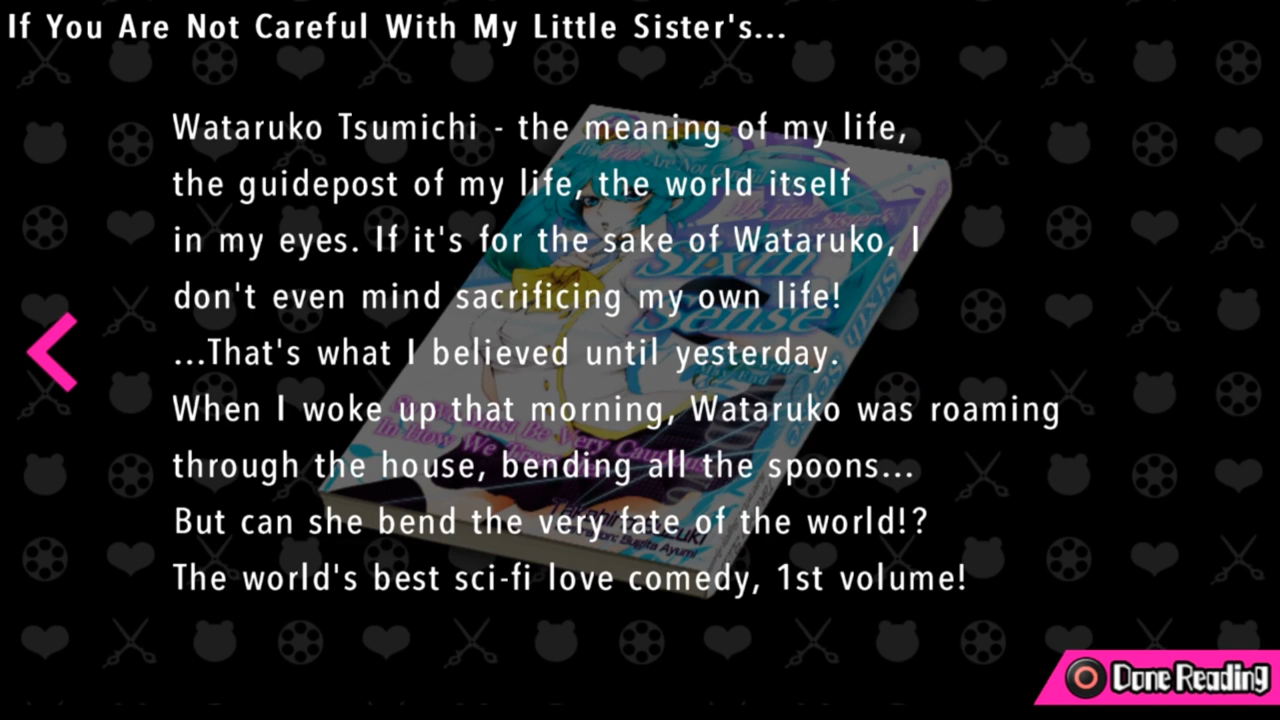 If You Are Not Careful With My Little Sister's...
Wataruko Tsumichi - the meaning of my life,
the guidepost of my life, the world itself
in my eyes. If it's for the sake of Wataruko, I
don't even mind sacrificing my own life!
...That's what I believed until yesterday.
When I woke up that morning, Wataruko was roaming
through the house, bending all the spoons...
But can she bend the very fate of the world!?
The world's best sci-fi love comedy, 1st volume!
Sixth
Sense
Done Reading